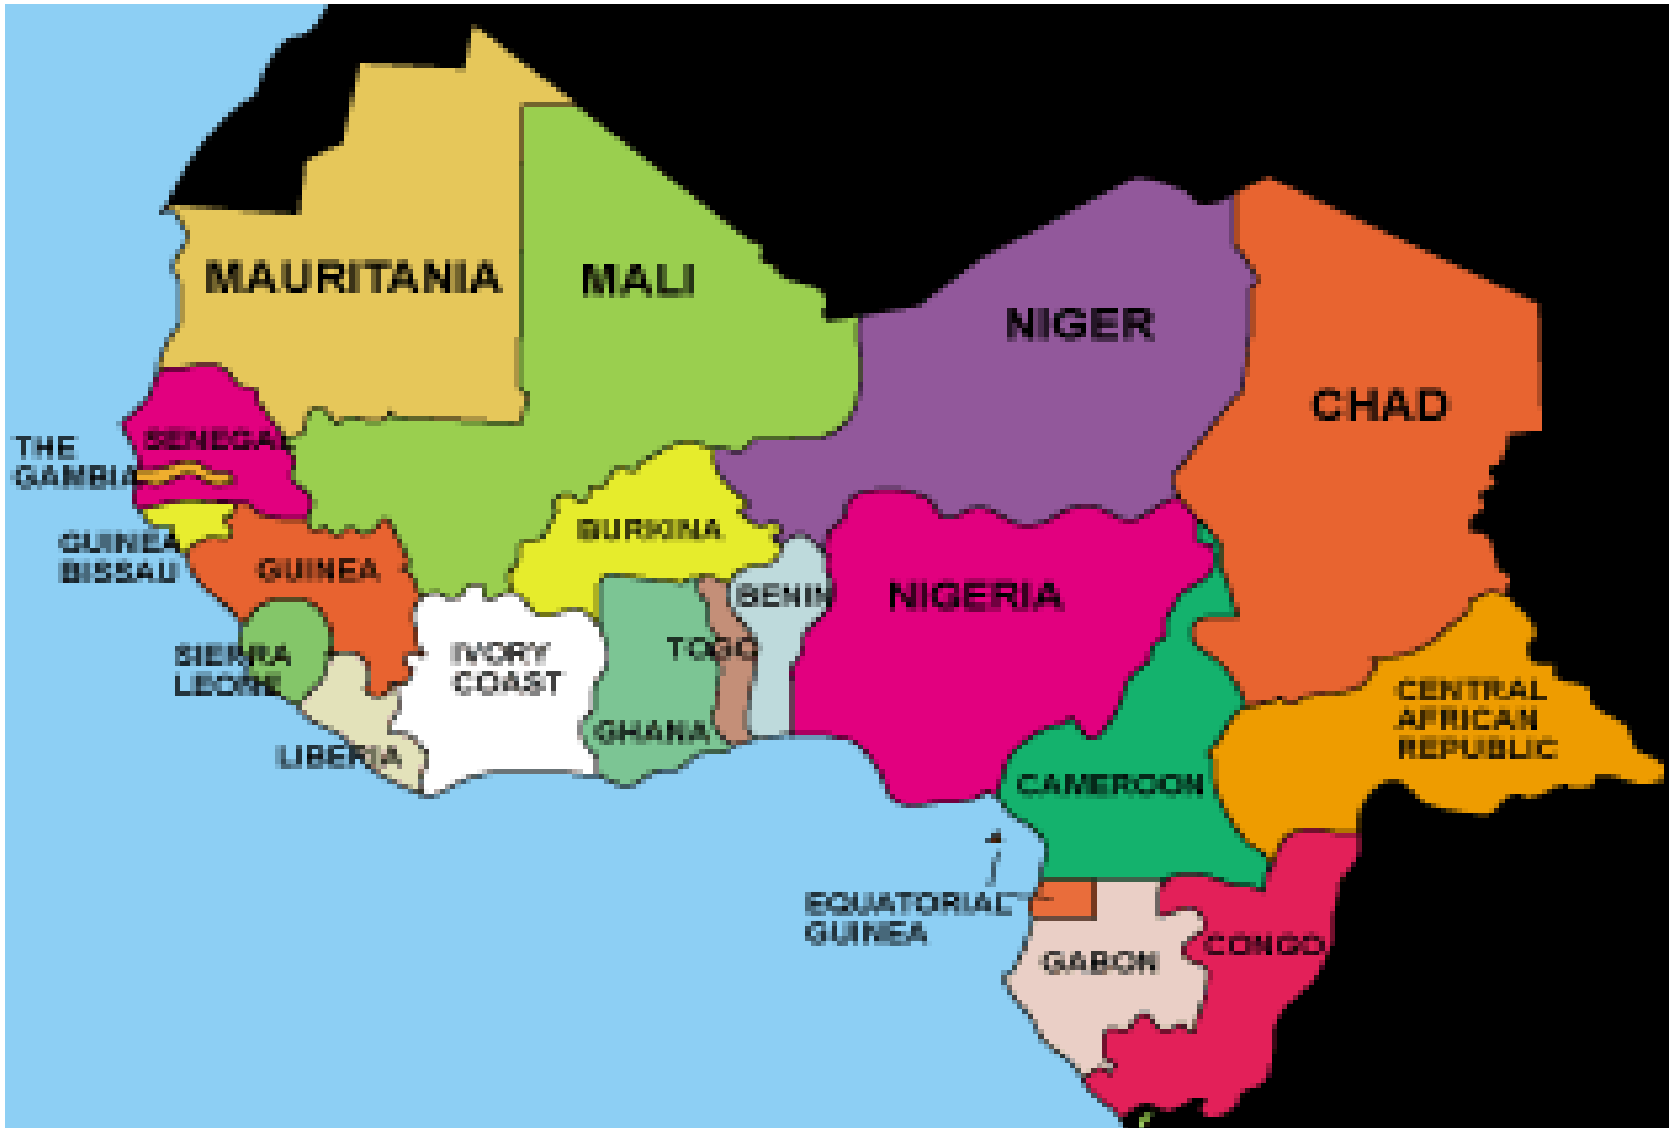 MAURITANIA
MALI
NIGER
CHAD
SENEGAL
THE
GAMBIA
GUINEA
BISSAU
GUINEA
BURKINA
BENIN
NIGERIA
SIERRA
LEONE
IVORY
COAST
TOGO
GHANA
LIBERIA
CENTRAL
AFRICAN
REPUBLIC
CAMEROON
EQUATORIAL
GUINEA
GABON
CONGO